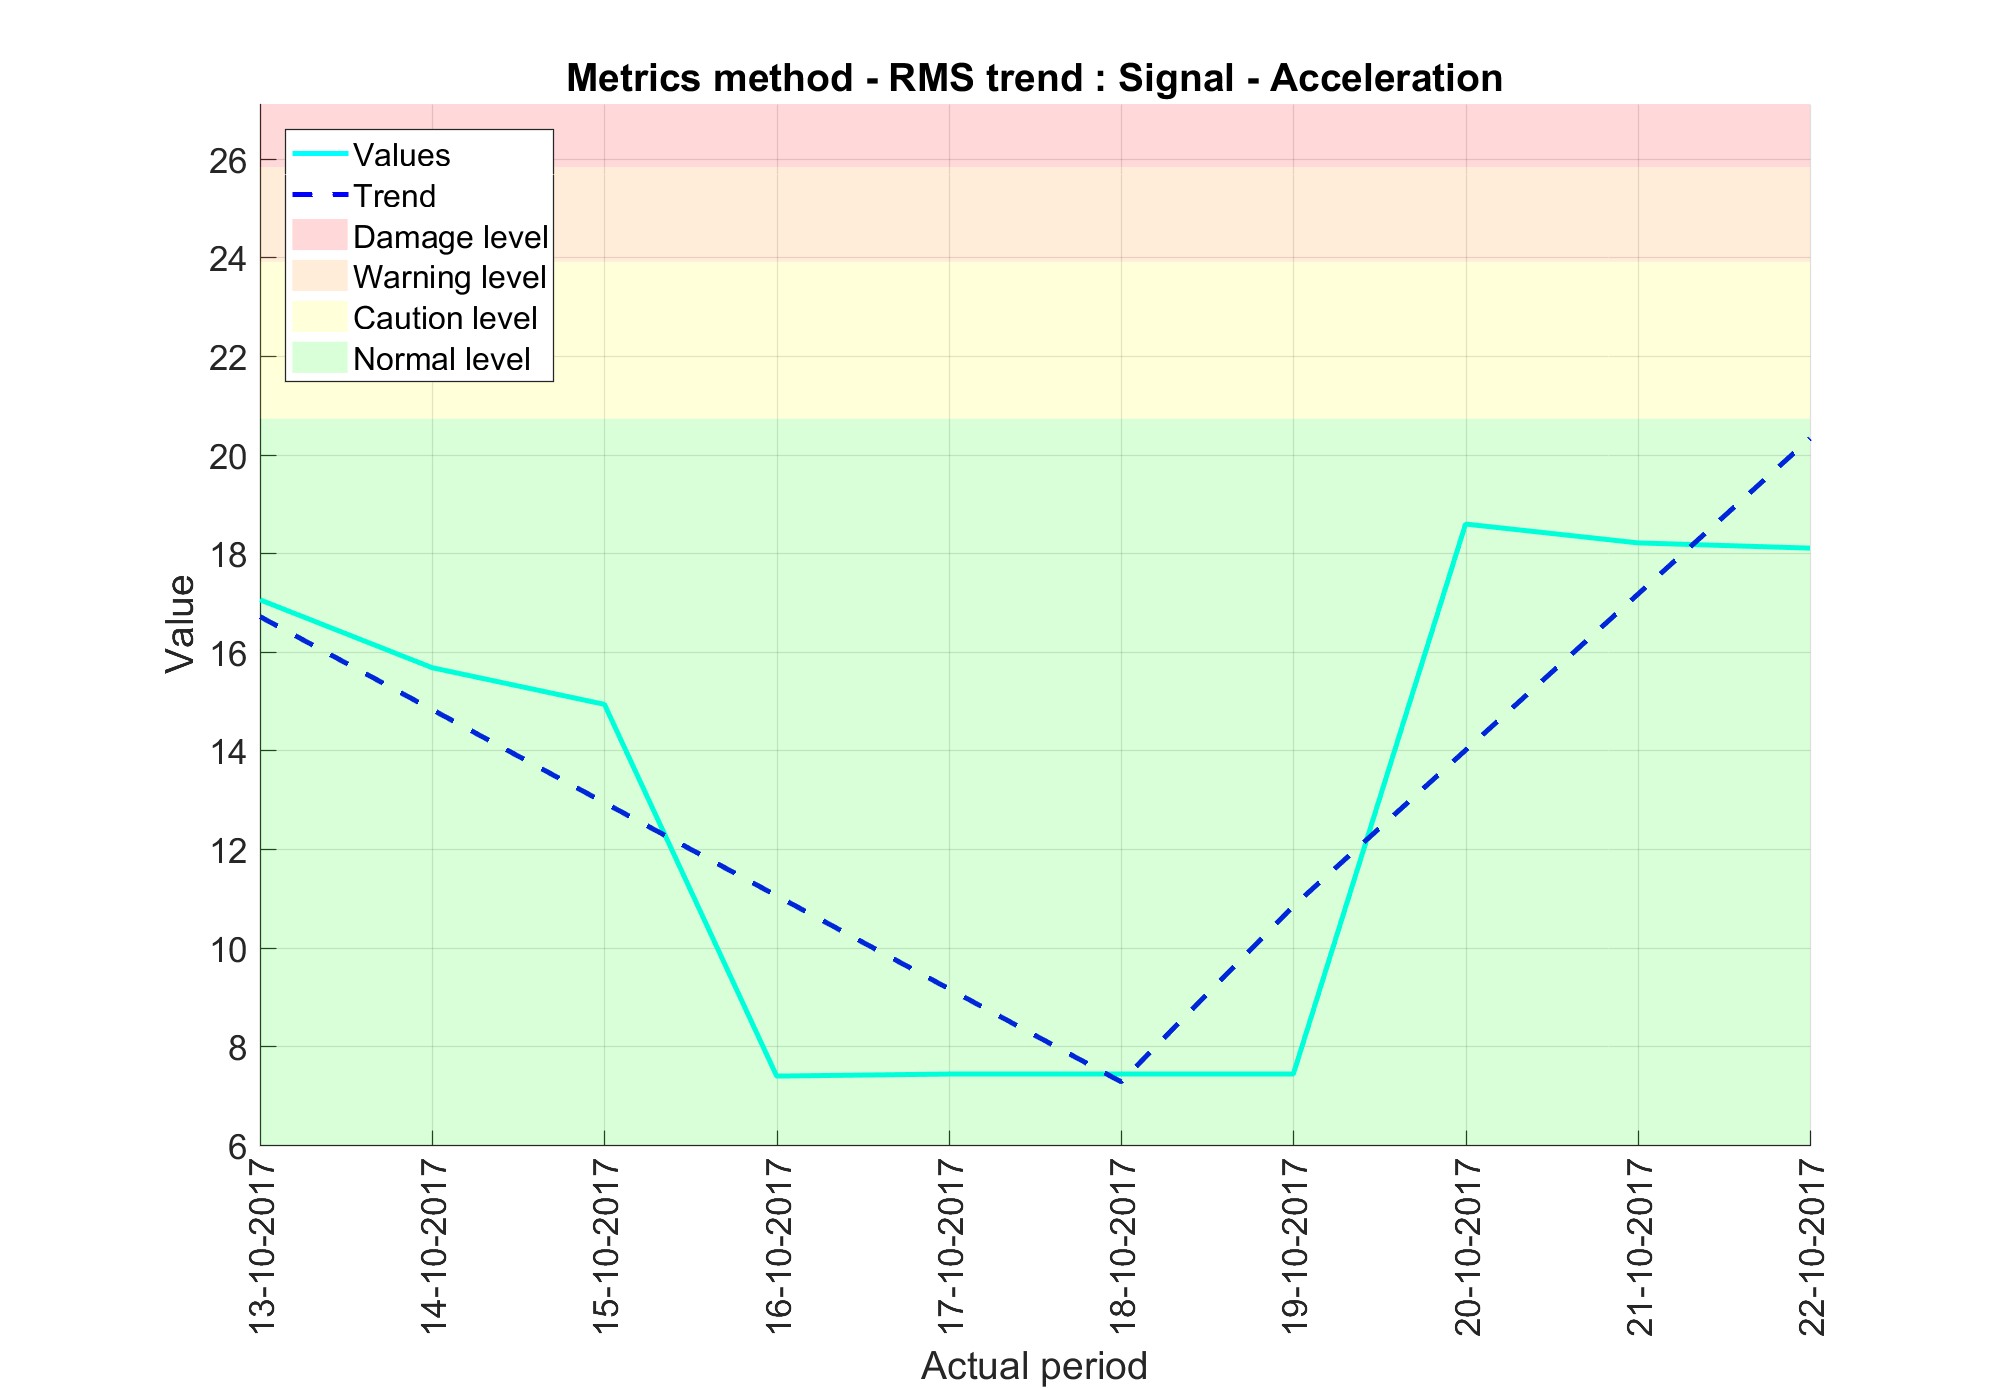 Metrics method - RMS trend : Signal - Acceleration
Values
Trend
Damage level
Warning level
Caution level
Normal level
26
24
22
20
18
16
14
12
10
8
6
Value
13-10-2017
14-10-2017
15-10-2017
16-10-2017
17-10-2017
18-10-2017
19-10-2017
20-10-2017
21-10-2017
22-10-2017
Actual period